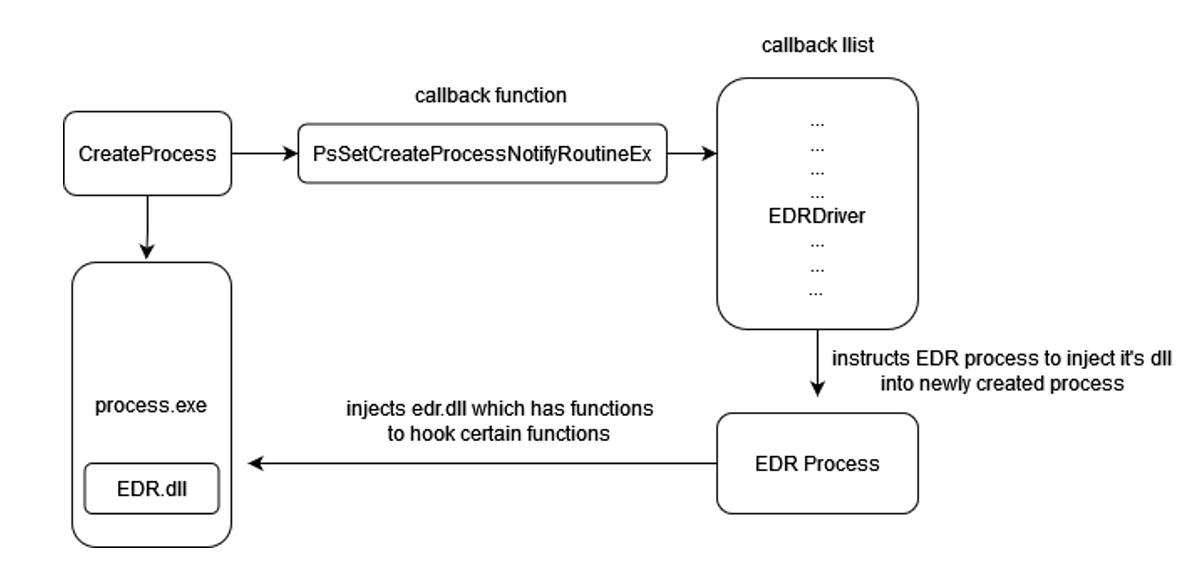 callback llist
callback function
CreateProcess
PsSetCreateProcessNotifyRoutineEx
...
...
...
...
EDRDriver
...
...
...
instructs EDR process to inject it's dll
into newly created process
process.exe
injects edr.dll which has functions
to hook certain functions
EDR Process
EDR.dll